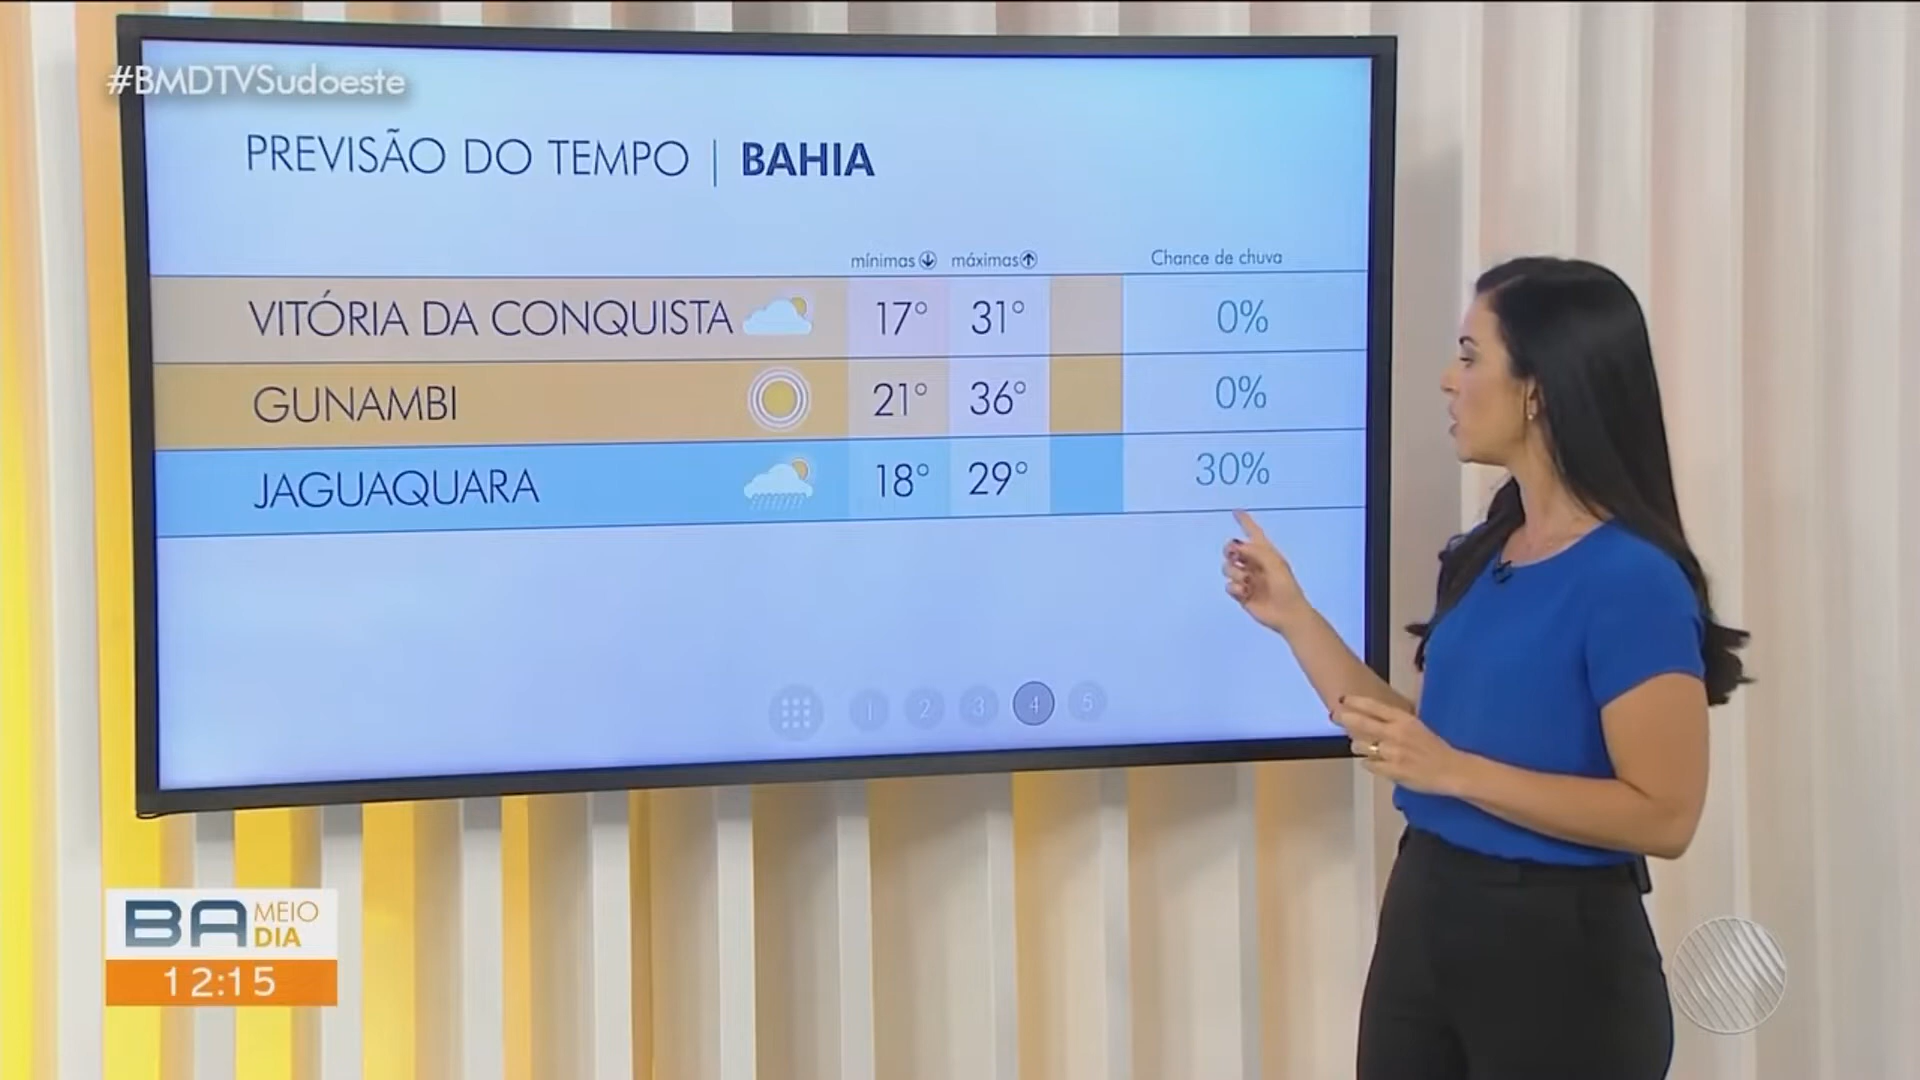 #BMDTVSudoeste
PREVISÃO DO TEMPO | BAHIA
mínimas máximas Chance de chuva
VITÓRIA DA CONQUISTA 17° 31° 0%
GUNAMBI 21° 36° 0%
JAGUAQUARA 18° 29° 30%
1 2 3 4 5
BA MEIO DIA
12:15